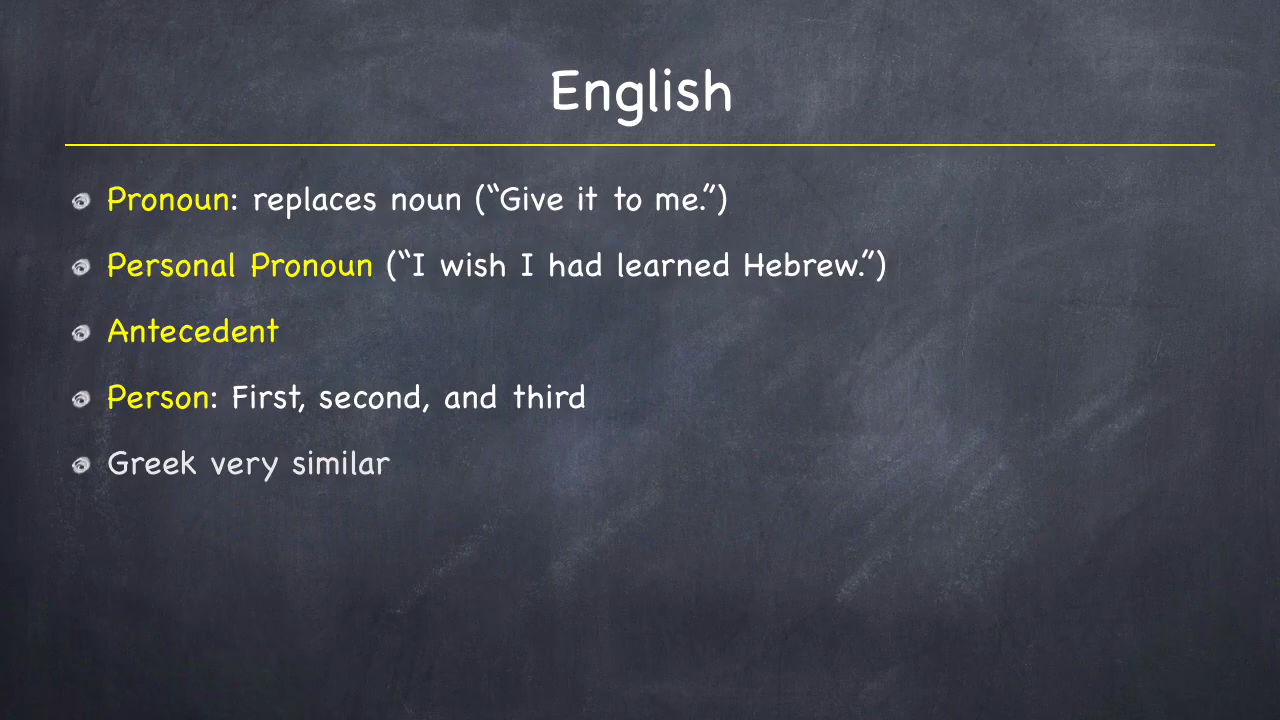 English
Pronoun: replaces noun (“Give it to me.”)
Personal Pronoun (“I wish I had learned Hebrew.”)
Antecedent
Person: First, second, and third
Greek very similar